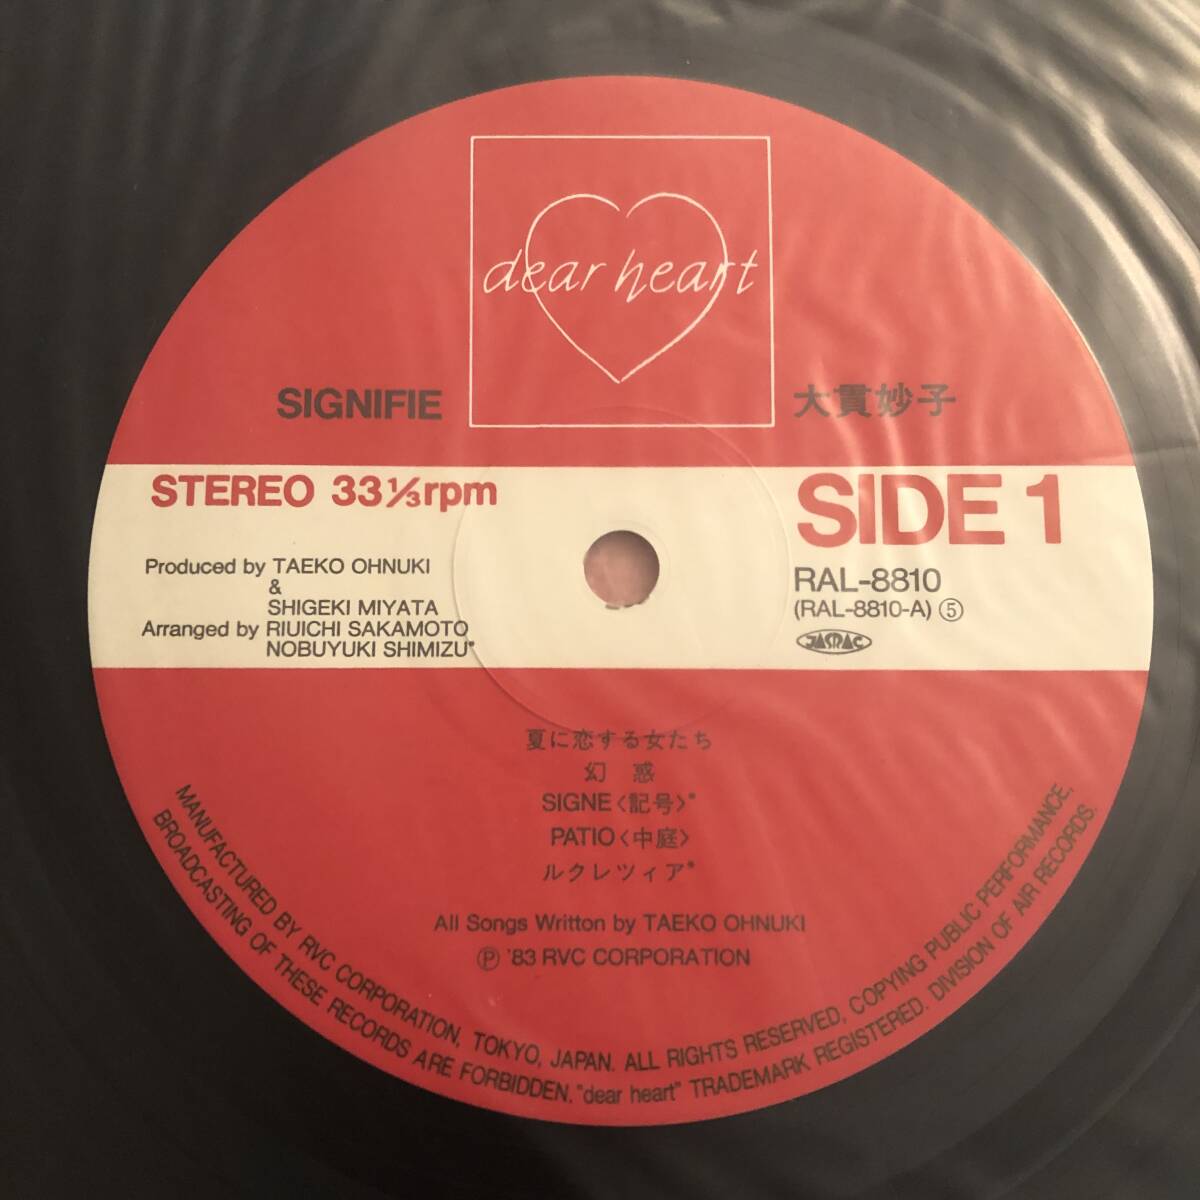 dear heart
SIGNIFIE
大貫妙子
STEREO 33 1/3 rpm
SIDE 1
Produced by TAEKO OHNUKI
&
SHIGEKI MIYATA
Arranged by RIUICHI SAKAMOTO
NOBUYUKI SHIMIZU*
RAL-8810
(RAL-8810-A) ⑤
JASRAC
夏に恋する女たち
幻惑
SIGNE〈記号〉*
PATIO〈中庭〉
ルクレツィア*
All Songs Writton by TAEKO OHNUKI
Ⓟ '83 RVC CORPORATION
MANUFACTURED BY RVC CORPORATION, TOKYO, JAPAN. ALL RIGHTS RESERVED, COPYING PUBLIC PERFORMANCE,
BROADCASTING OF THESE RECORDS ARE FORBIDDEN. "dear heart" TRADEMARK REGISTERED. DIVISION OF AIR RECORDS.